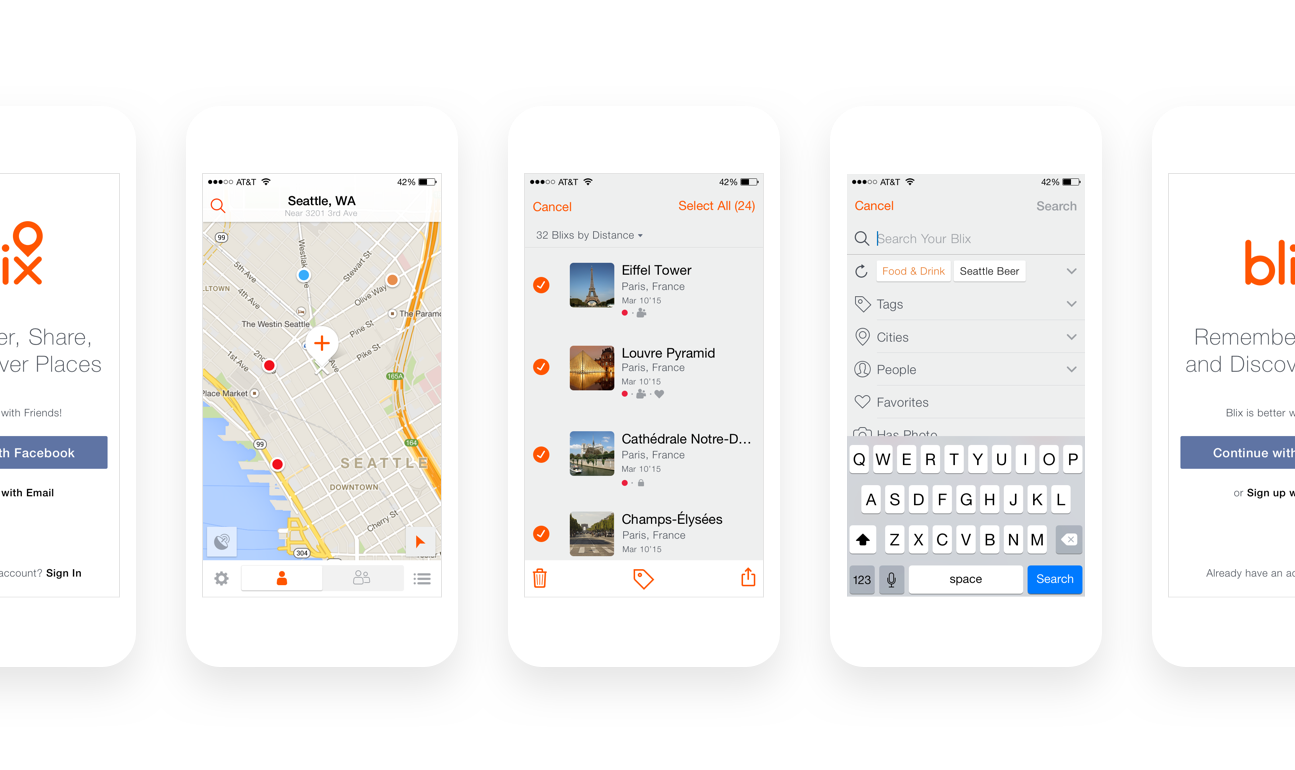 ix
er, Share,
ver Places
with Friends!
th Facebook
with Email
account? Sign In
AT&T 42%
Seattle, WA
Near 3201 3rd Ave
99
5th Ave
4th Ave
LLTOWN
Westlake
Stewart St
Olive Way
The Westin Seattle
The Paramo
Pine St
Pike St
1st Ave
2nd
165A
Place Market
99
164
SEATTLE
DOWNTOWN
Cherry St
304
AT&T 42%
Cancel Select All (24)
32 Blixs by Distance
Eiffel Tower
Paris, France
Mar 10'15
Louvre Pyramid
Paris, France
Mar 10'15
Cathédrale Notre-D...
Paris, France
Mar 10'15
Champs-Élysées
Paris, France
Mar 10'15
AT&T 42%
Cancel Search
Search Your Blix
Food & Drink Seattle Beer
Tags
Cities
People
Favorites
Has Photo
Q W E R T Y U I O P
A S D F G H J K L
Z X C V B N M
123 space Search
bli
Remembe
and Discov
Blix is better w
Continue with
or Sign up w
Already have an ac